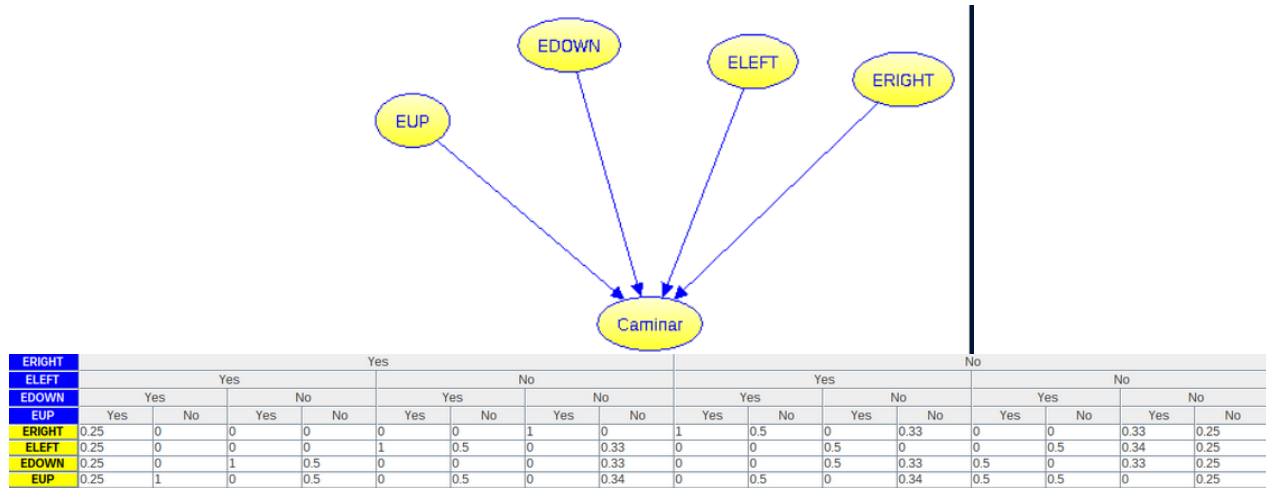 EDOWN
ELEFT
ERIGHT
EUP
Caminar
ERIGHT Yes No
ELEFT Yes No Yes No
EDOWN Yes No Yes No Yes No Yes No
EUP Yes No Yes No Yes No Yes No Yes No Yes No Yes No Yes No
ERIGHT 0.25 0 0 0 0 0 1 0 1 0.5 0 0.33 0 0 0.33 0.25
ELEFT 0.25 0 0 0 1 0.5 0 0.33 0 0 0.5 0 0 0.5 0.34 0.25
EDOWN 0.25 0 1 0.5 0 0 0 0.33 0 0 0.5 0.33 0.5 0 0.33 0.25
EUP 0.25 1 0 0.5 0 0.5 0 0.34 0 0.5 0 0.34 0.5 0.5 0 0.25